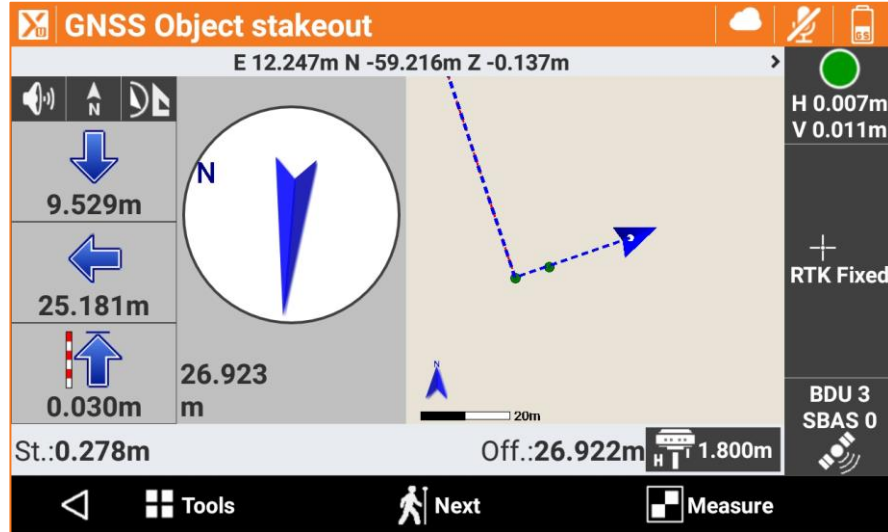 GNSS Object stakeout
GS
E 12.247m N -59.216m Z -0.137m
H 0.007m
V 0.011m
N
9.529m
N
25.181m
RTK Fixed
26.923
m
0.030m
N
20m
BDU 3
SBAS 0
St.:0.278m
Off.:26.922m
H
1.800m
Tools
Next
Measure